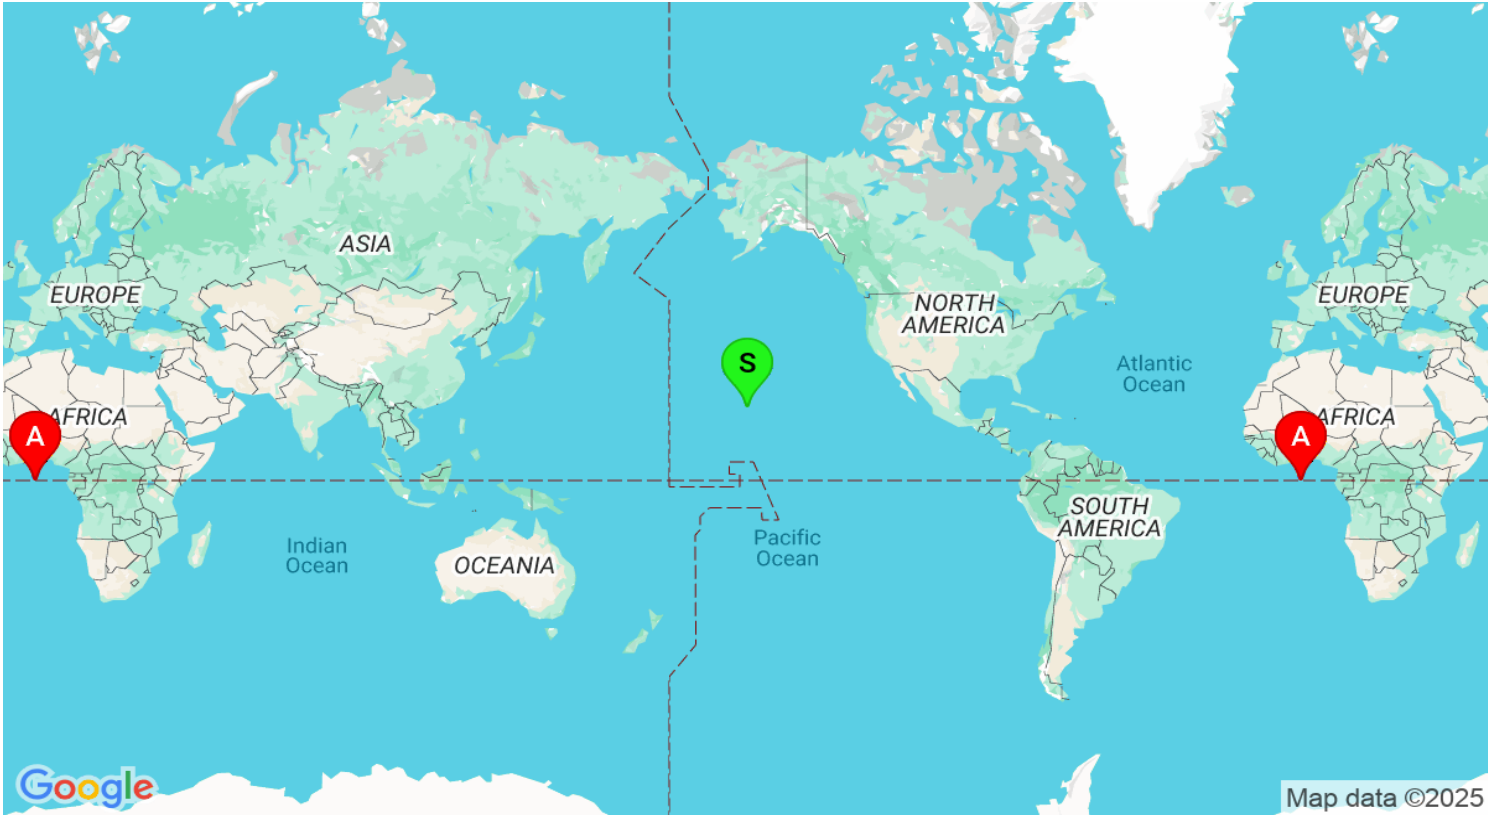 ASIA
EUROPE
NORTH
AMERICA
EUROPE
Atlantic
Ocean
S
AFRICA
A
AFRICA
A
SOUTH
AMERICA
Indian
Ocean
OCEANIA
Pacific
Ocean
Google
Map data ©2025